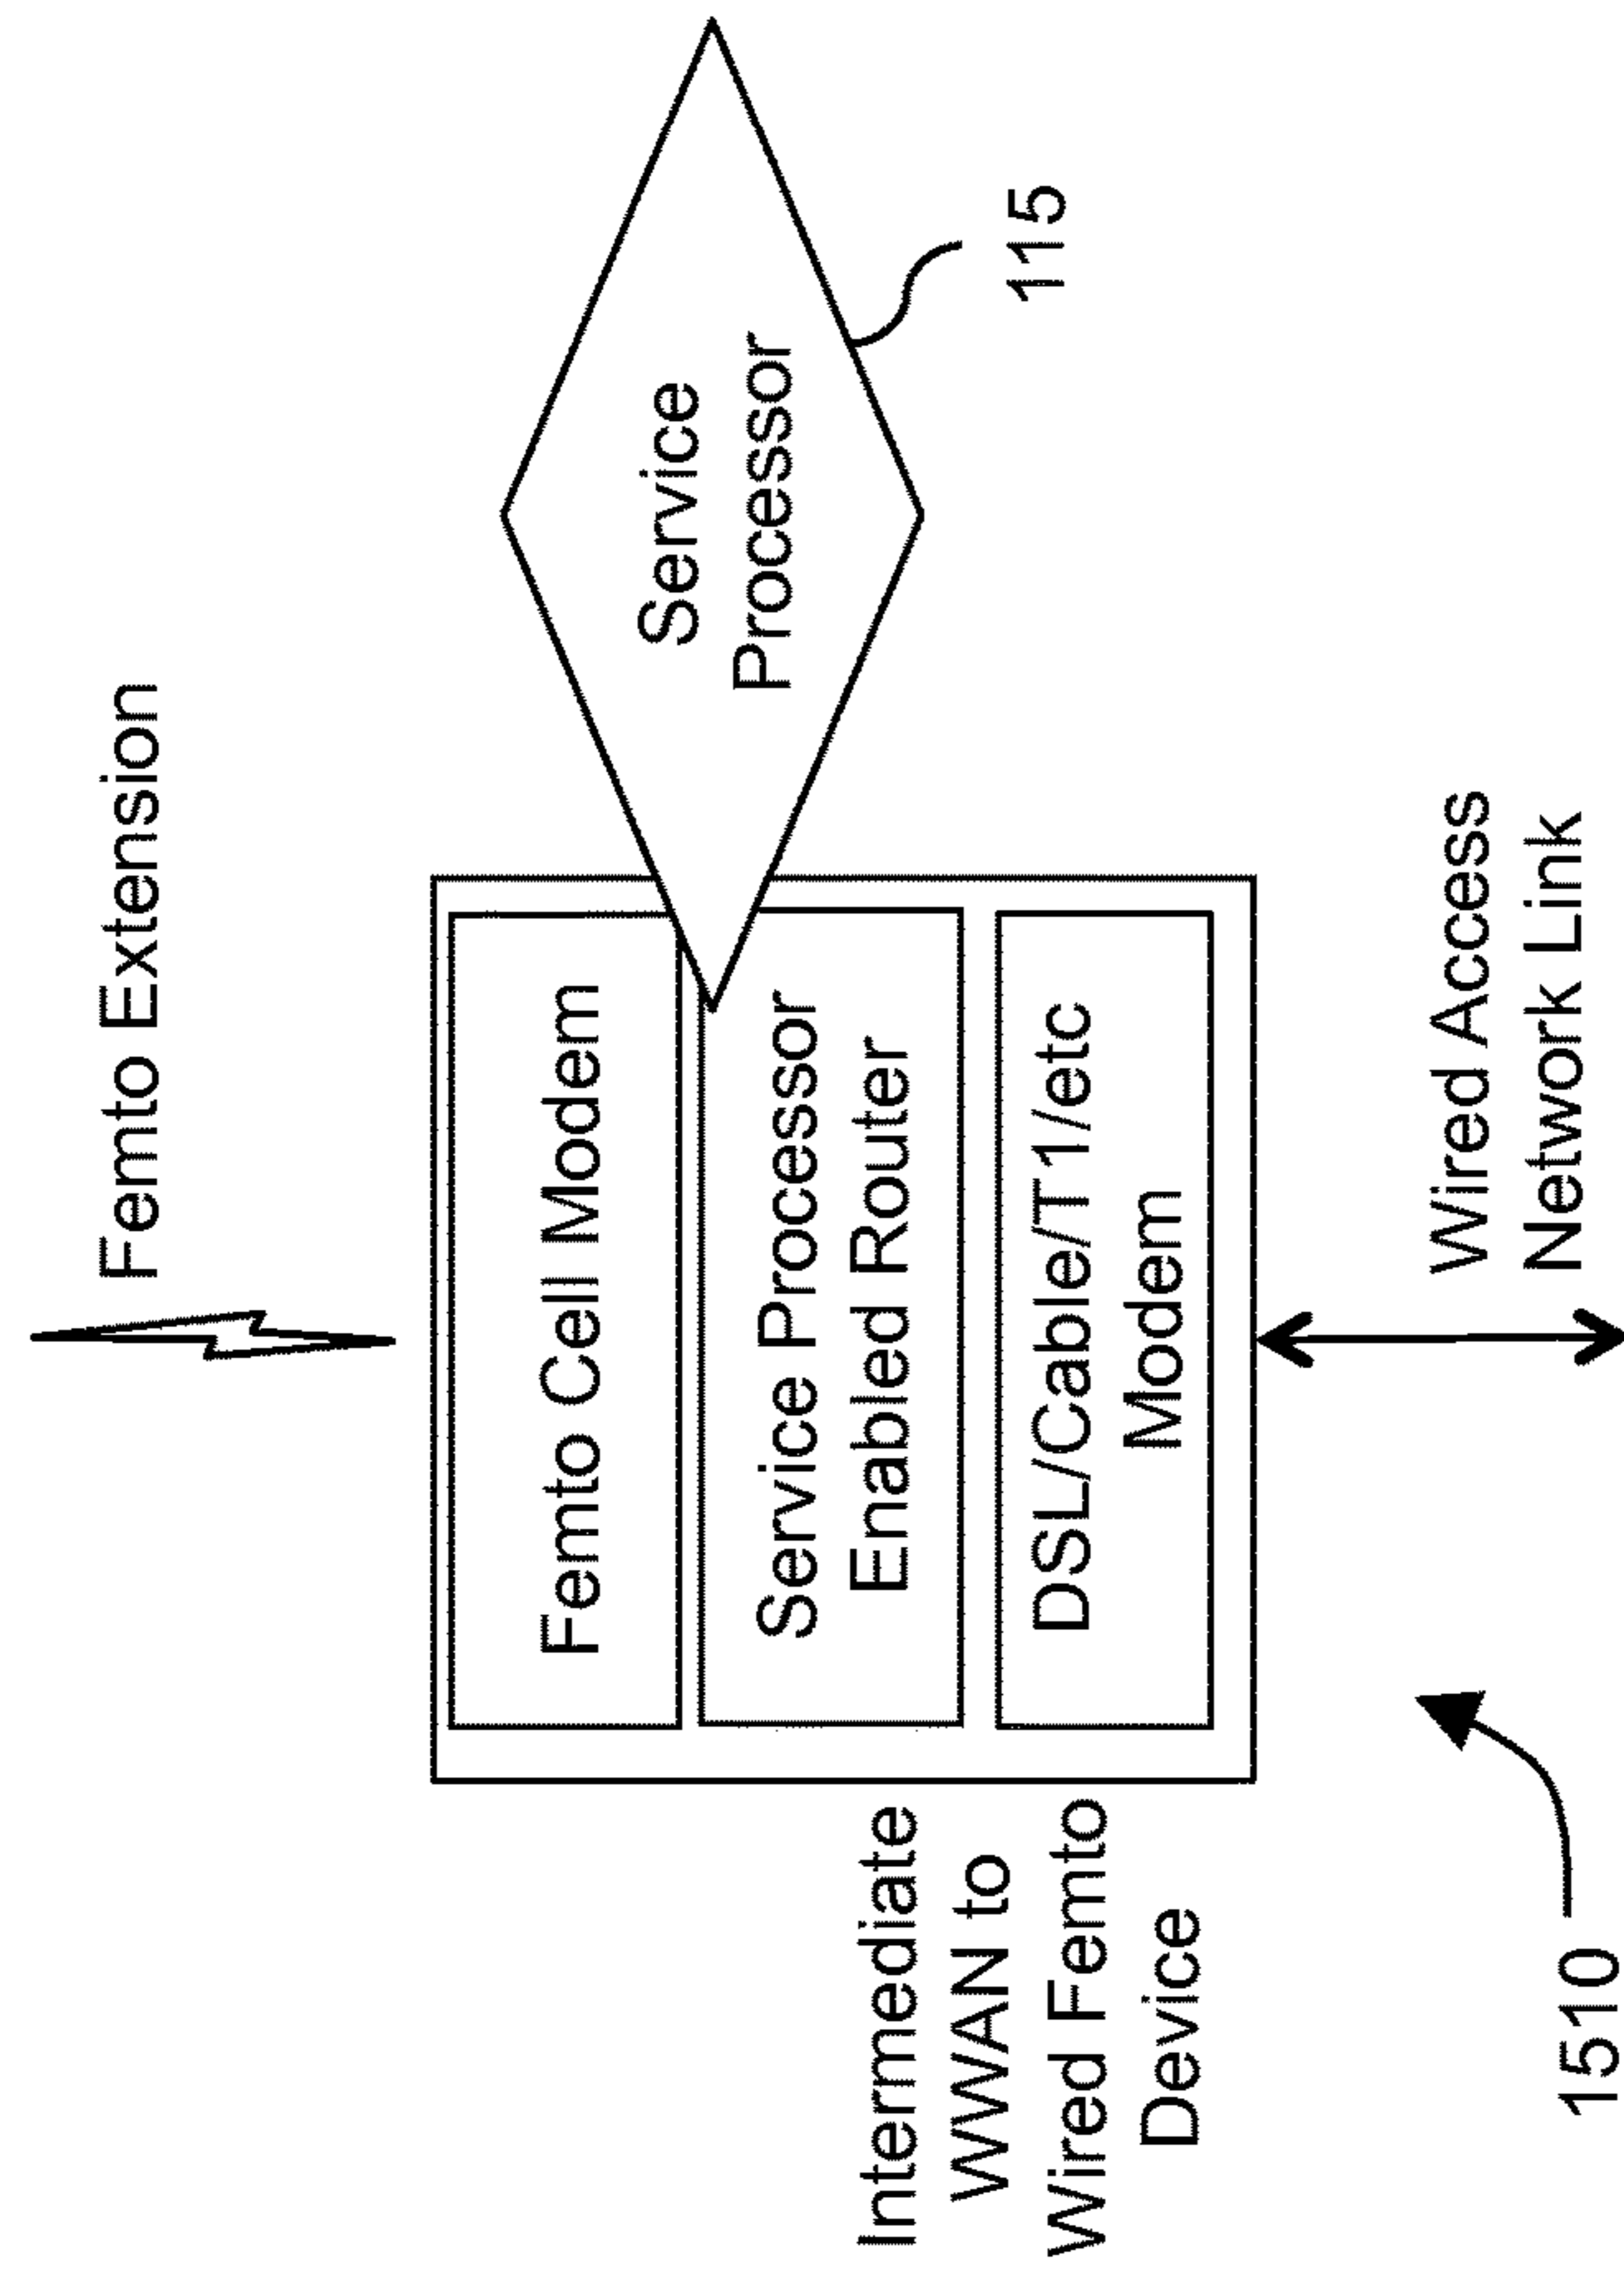 Femto Extension
Femto Cell Modem
Service Processor
Enabled Router
DSL/Cable/T1/etc
Modem
Service
Processor
115
Intermediate
WWAN to
Wired Femto
Device
Wired Access
Network Link
1510